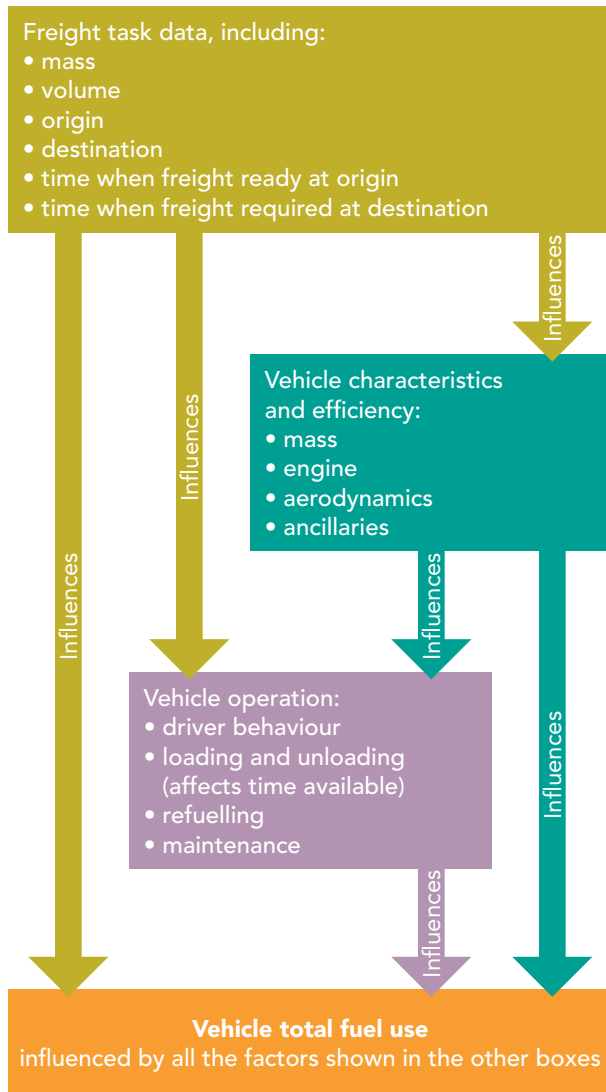 Freight task data, including:
• mass
• volume
• origin
• destination
• time when freight ready at origin
• time when freight required at destination
Influences
Influences
Influences
Vehicle characteristics
and efficiency:
• mass
• engine
• aerodynamics
• ancillaries
Influences
Influences
Vehicle operation:
• driver behaviour
• loading and unloading
(affects time available)
• refuelling
• maintenance
Influences
Vehicle total fuel use
influenced by all the factors shown in the other boxes